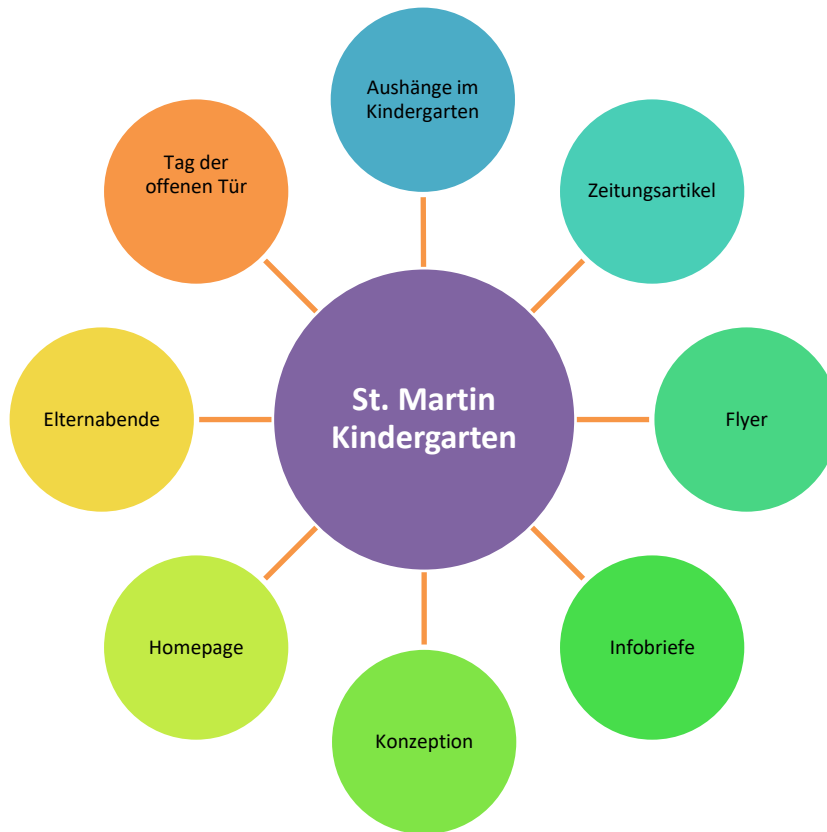 Aushänge im
Kindergarten
Tag der
offenen Tür
Zeitungsartikel
St. Martin
Kindergarten
Elternabende
Flyer
Homepage
Infobriefe
Konzeption